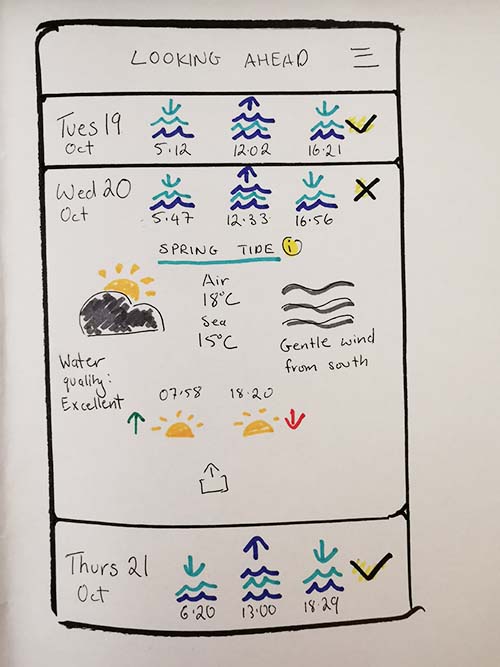 LOOKING AHEAD
Tues 19
Oct
5.12 12.02 16.21
Wed 20
Oct
5.47 12.33 16.56
SPRING TIDE i
Air
18°C
Sea
15°C
Gentle wind
from south
Water
quality:
Excellent
07.58 18.20
Thurs 21
Oct
6.20 13.00 18.29